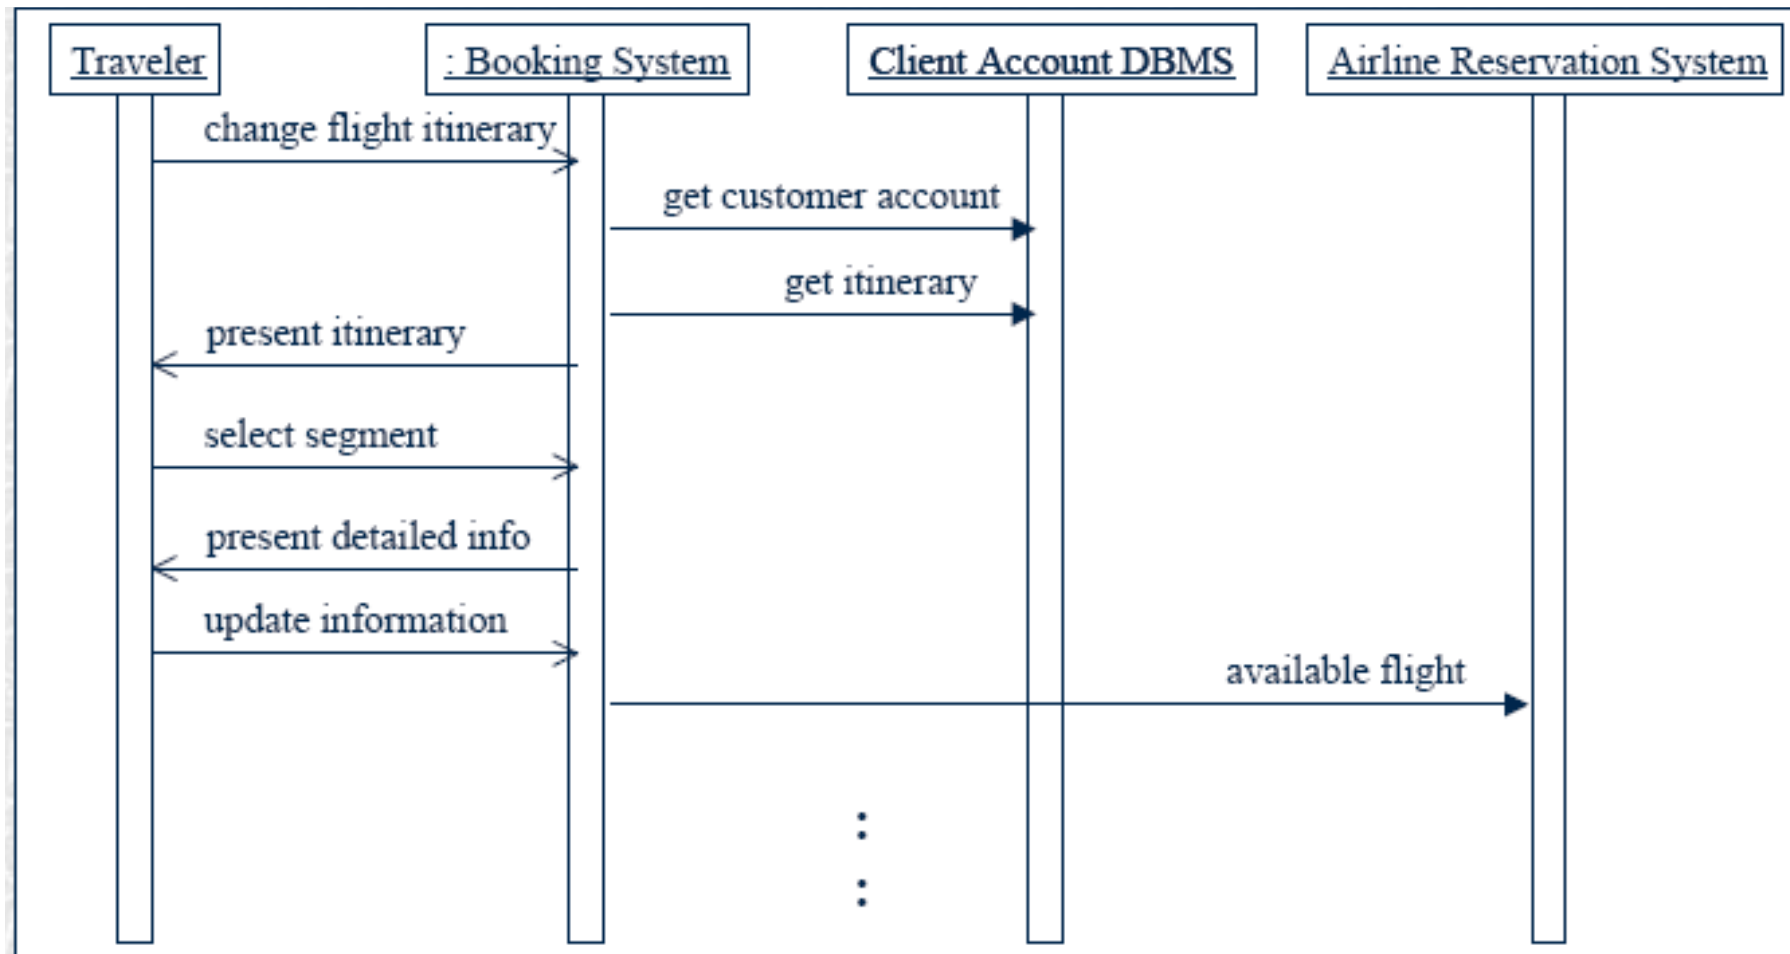 Traveler
: Booking System
Client Account DBMS
Airline Reservation System
change flight itinerary
get customer account
get itinerary
present itinerary
select segment
present detailed info
update information
available flight
:
: